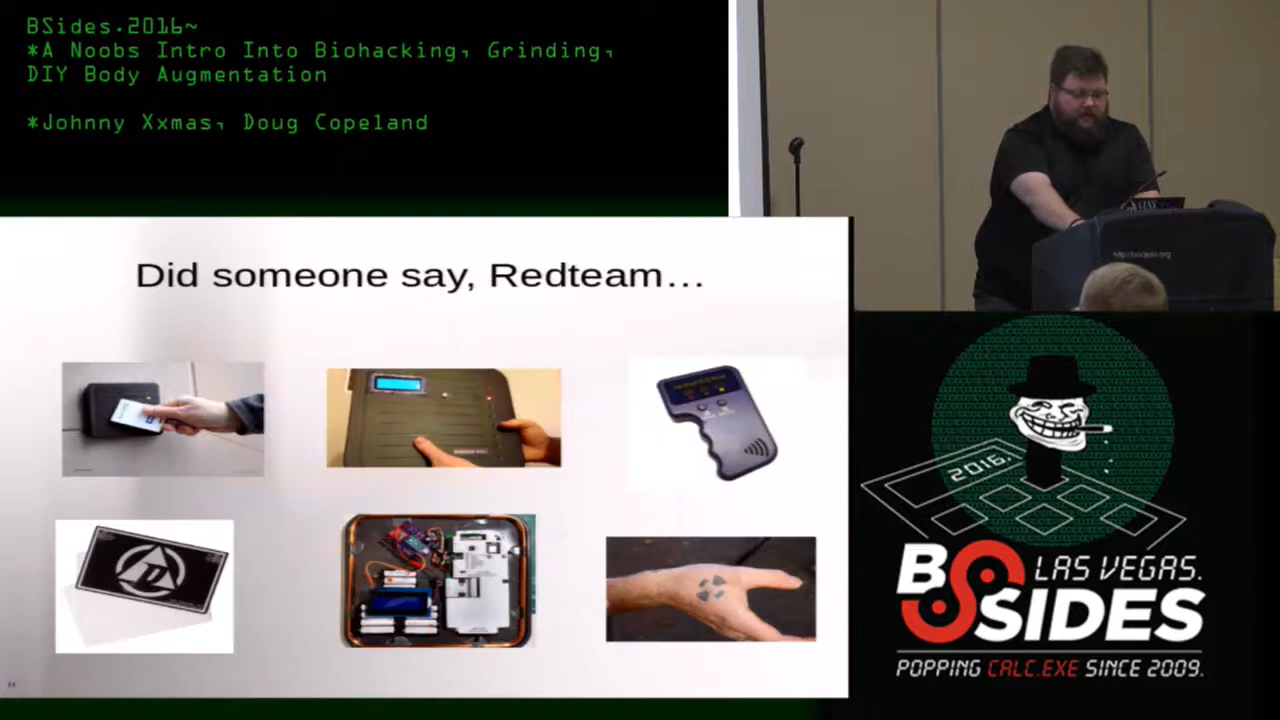 BSides.2016~
*A Noobs Intro Into Biohacking, Grinding,
DIY Body Augmentation
*Johnny Xxmas, Doug Copeland
Did someone say, Redteam...
2016.
BSIDES
LAS VEGAS.
POPPING CALC.EXE SINCE 2009.